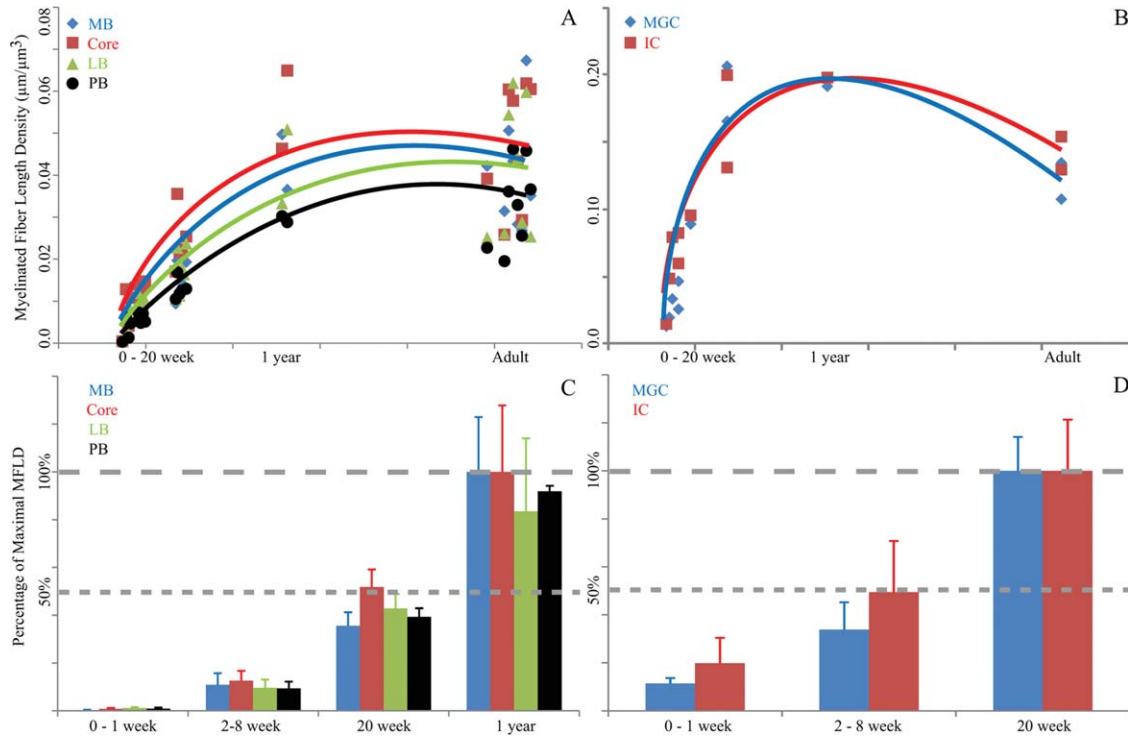 A
MB
Core
LB
PB
Myelinated Fiber Length Density (μm/μm³)
0.08
0.06
0.04
0.02
0.0
0 - 20 week
1 year
Adult
B
MGC
IC
0.20
0.10
0.0
0 - 20 week
1 year
Adult
C
MB
Core
LB
PB
Percentage of Maximal MFLD
100%
50%
0 - 1 week
2-8 week
20 week
1 year
D
MGC
IC
100%
50%
0 - 1 week
2 - 8 week
20 week